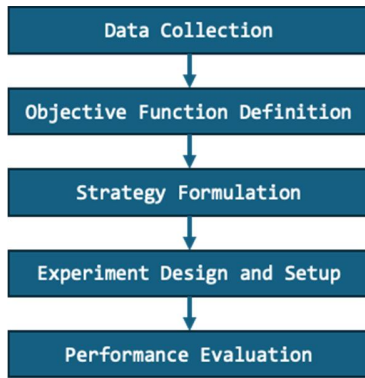 Data Collection
Objective Function Definition
Strategy Formulation
Experiment Design and Setup
Performance Evaluation